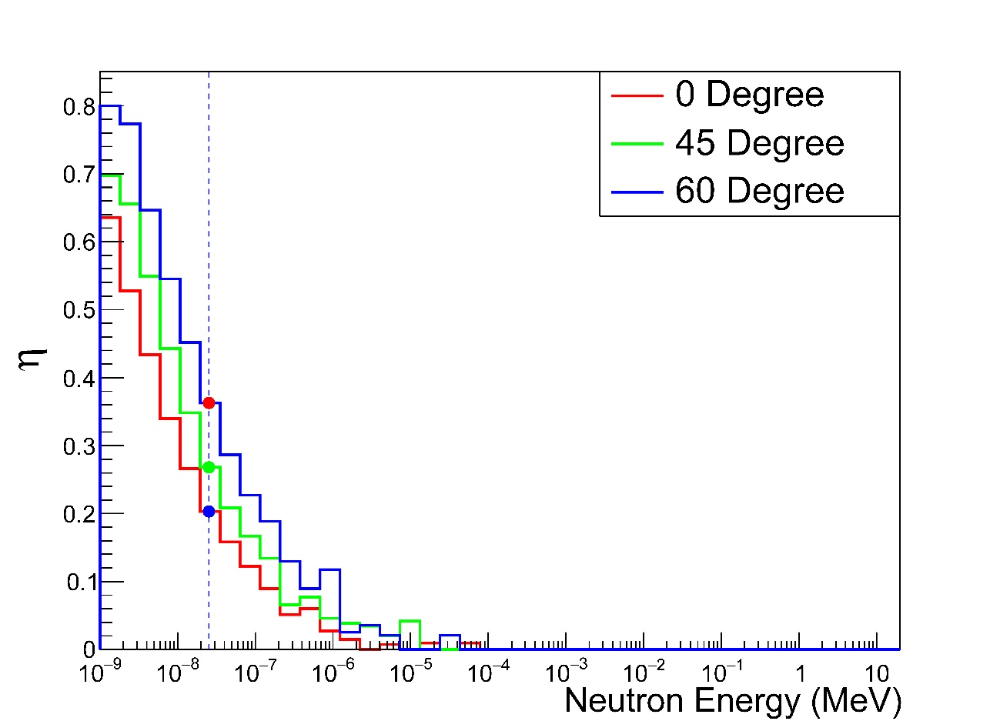 0 Degree
45 Degree
60 Degree
η
0.8
0.7
0.6
0.5
0.4
0.3
0.2
0.1
0
10⁻⁹ 10⁻⁸ 10⁻⁷ 10⁻⁶ 10⁻⁵ 10⁻⁴ 10⁻³ 10⁻² 10⁻¹ 1 10
Neutron Energy (MeV)